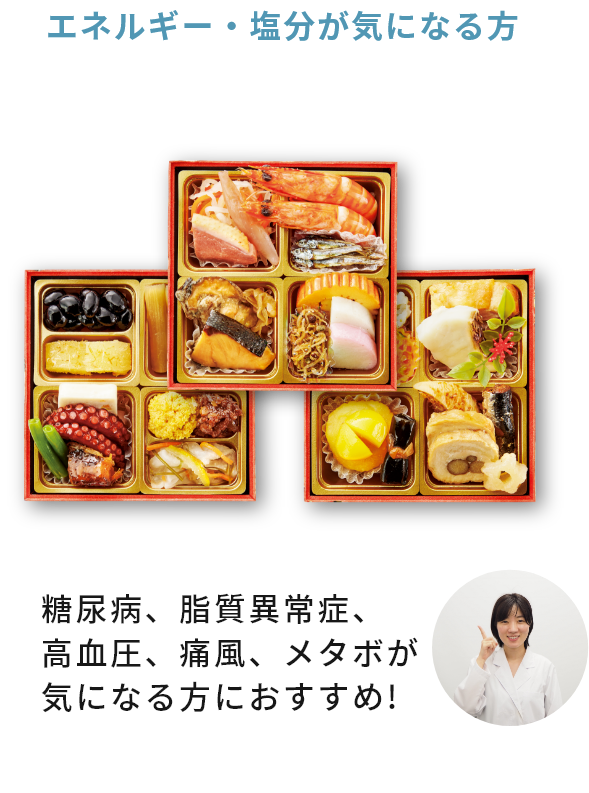 エネルギー・塩分が気になる方
糖尿病、脂質異常症、
高血圧、痛風、メタボが
気になる方におすすめ!